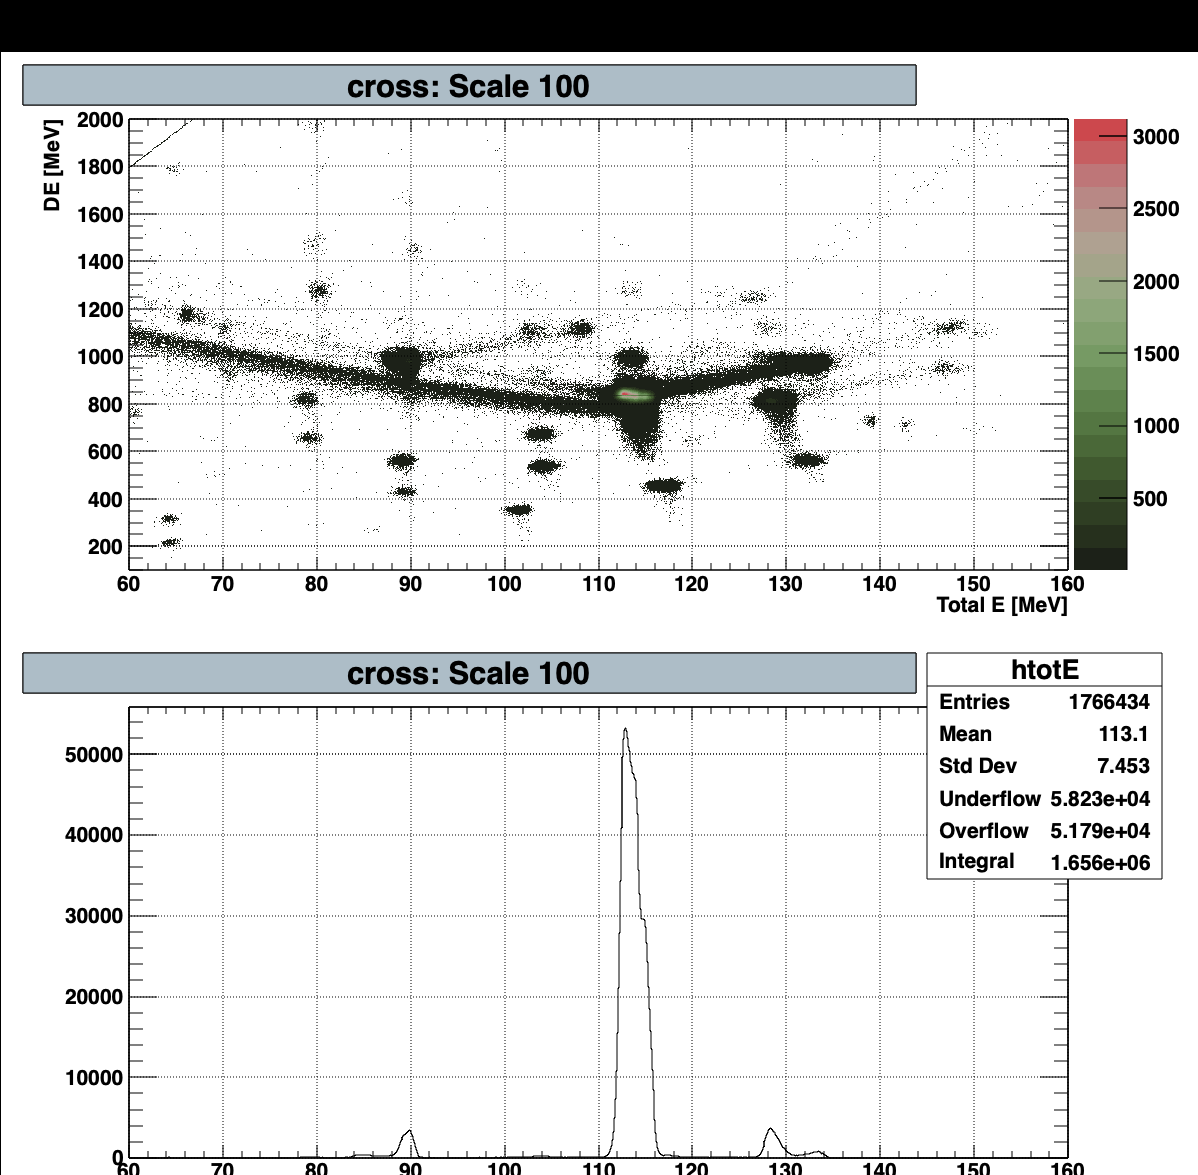 cross: Scale 100
DE [MeV]
2000
1800
1600
1400
1200
1000
800
600
400
200
60 70 80 90 100 110 120 130 140 150 160
Total E [MeV]
3000
2500
2000
1500
1000
500
cross: Scale 100
htotE
Entries 1766434
Mean 113.1
Std Dev 7.453
Underflow 5.823e+04
Overflow 5.179e+04
Integral 1.656e+06
50000
40000
30000
20000
10000
0
60 70 80 90 100 110 120 130 140 150 160